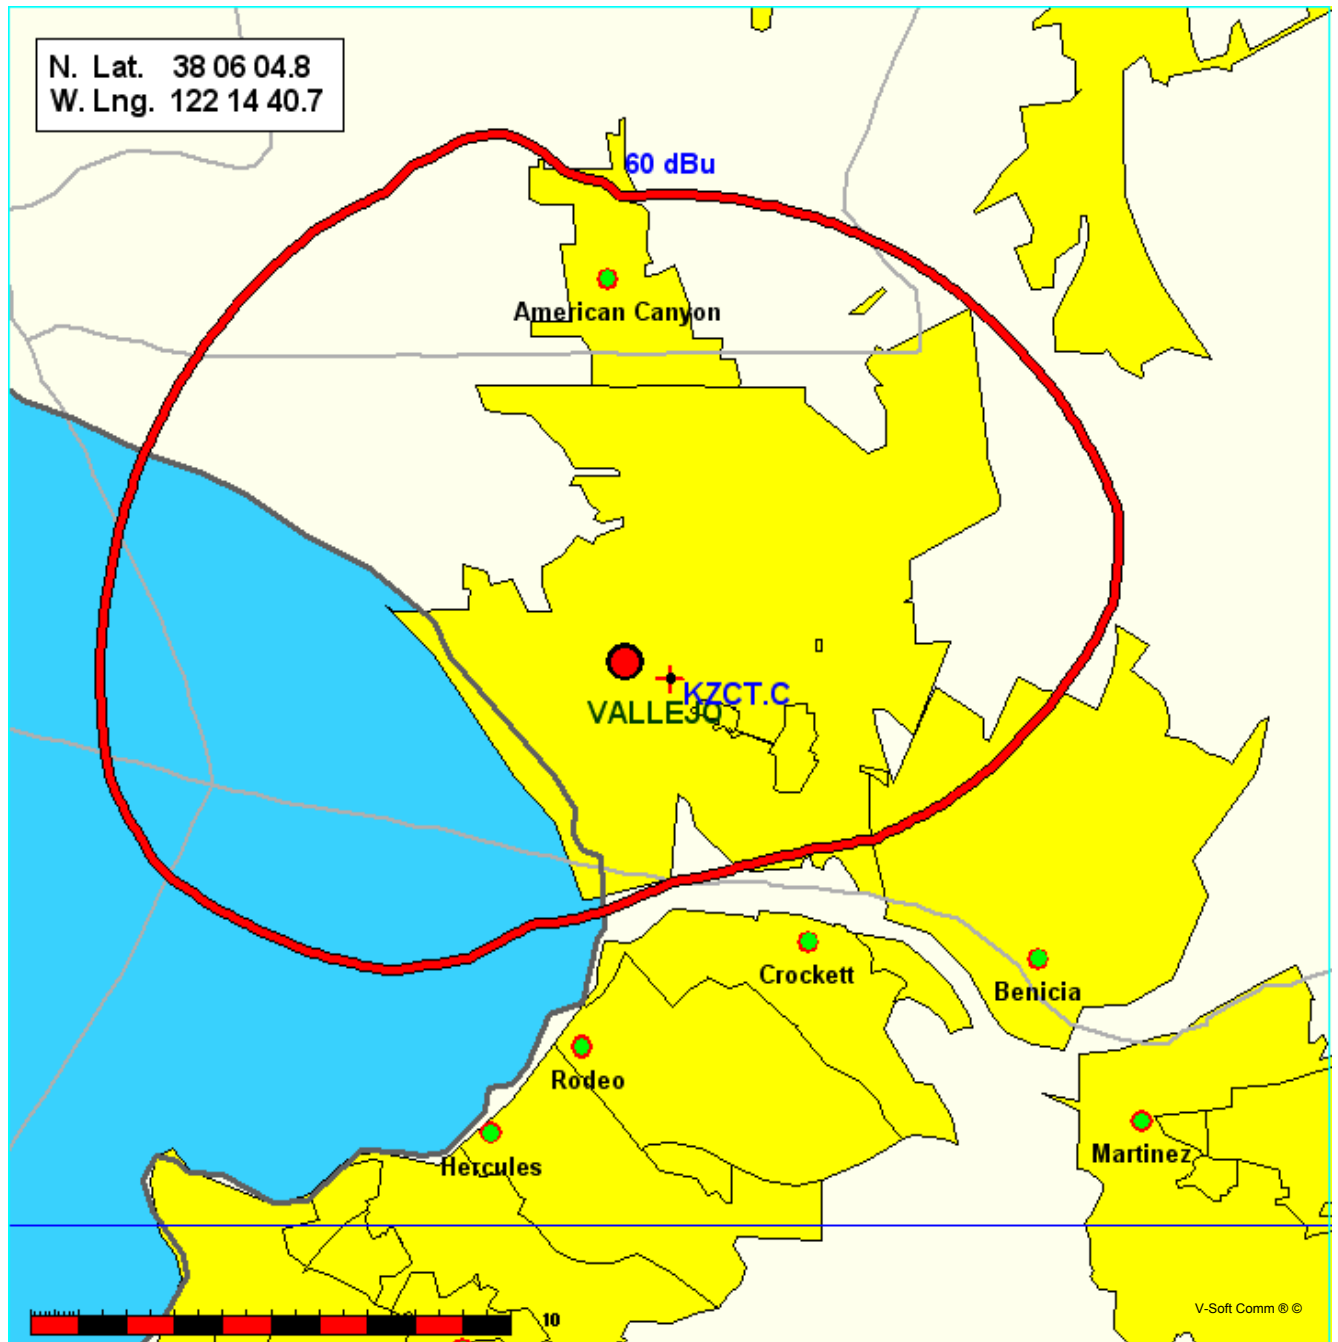 N. Lat. 38 06 04.8
W. Lng. 122 14 40.7
60 dBu
American Canyon
KZCT.C
VALLEJO
Crockett
Benicia
Rodeo
Martinez
Hercules
10
V-Soft Comm ® ©